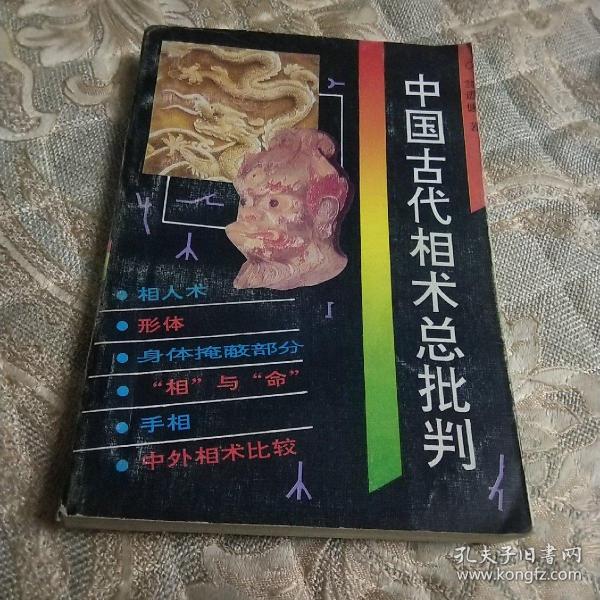 中国古代相术总批判
著
相人术
形体
身体掩蔽部分
“相”与“命”
手相
中外相术比较
孔夫子旧书网
www.kongfz.com